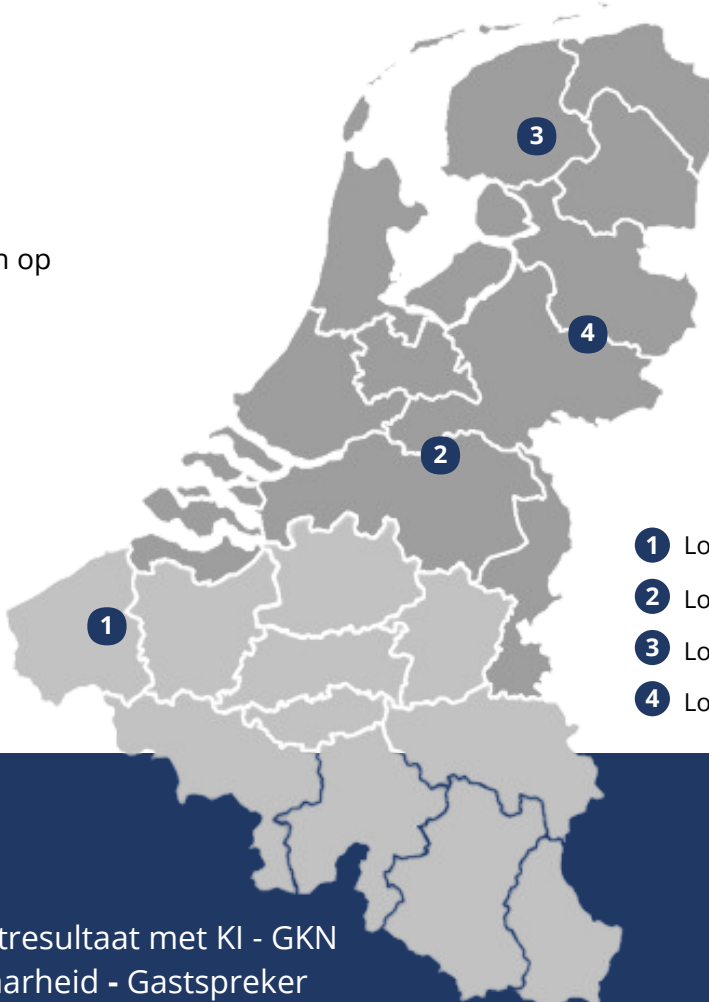 3
n op
4
2
1 Lo
2 Lo
1
3 Lo
4 Lo
tresultaat met KI - GKN
aarheid - Gastspreker